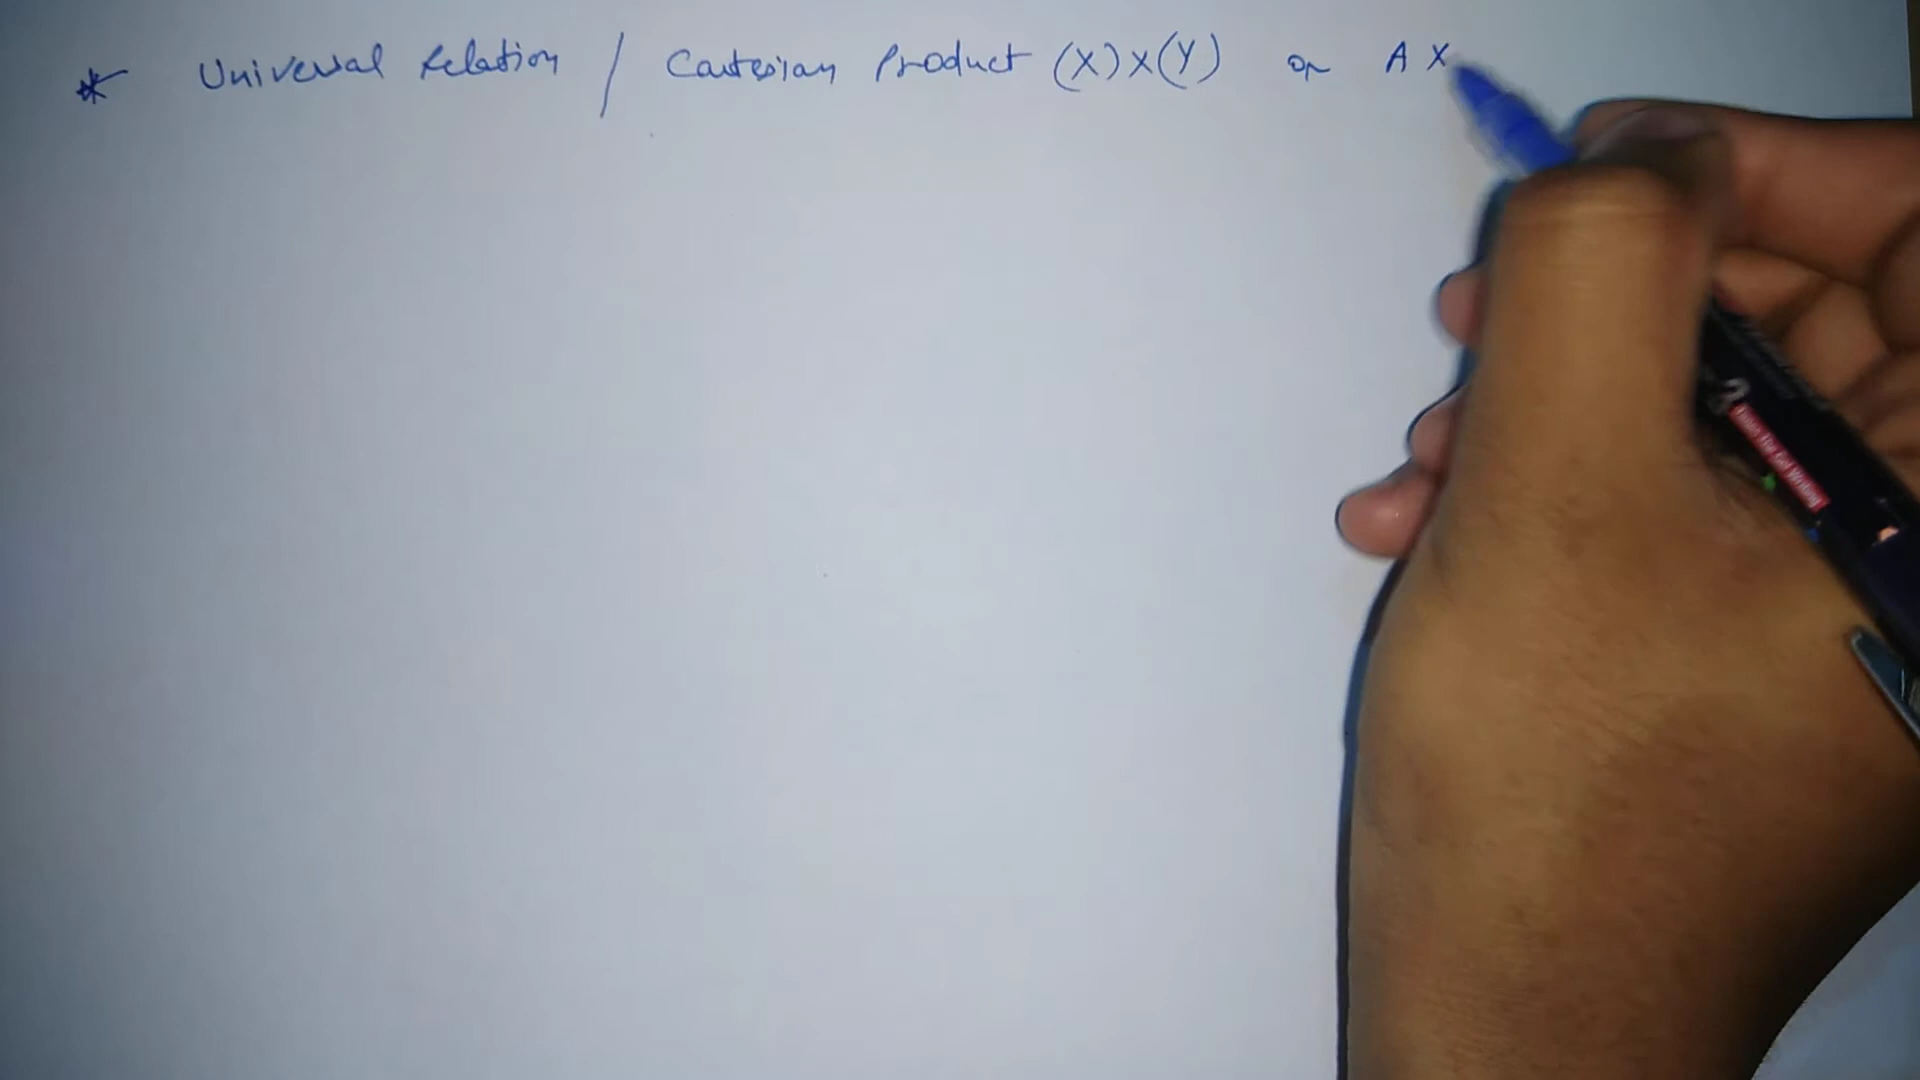 * Universal Relation / Cartesian Product (X)X(Y) or A X